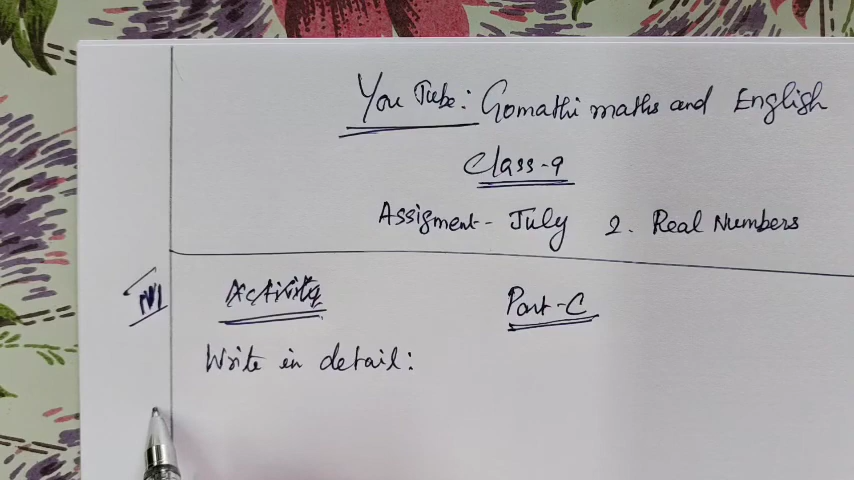 You Tube: Gomathi maths and English
Class-9
Assigment - July 2. Real Numbers
Activity Part-C
Write in detail: